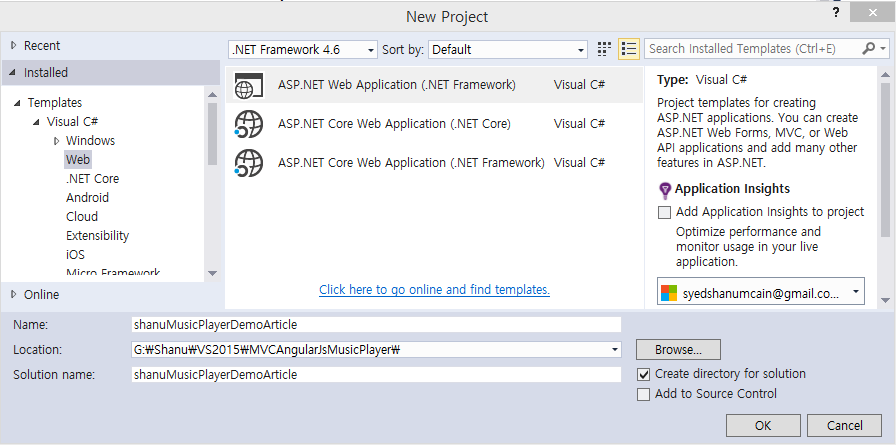 New Project
? ×
Recent
.NET Framework 4.6 Sort by: Default
Search Installed Templates (Ctrl+E)
Installed
Templates
Visual C#
Windows
Web
.NET Core
Android
Cloud
Extensibility
iOS
Micro Framework
Online
ASP.NET Web Application (.NET Framework) Visual C#
ASP.NET Core Web Application (.NET Core) Visual C#
ASP.NET Core Web Application (.NET Framework) Visual C#
Click here to go online and find templates.
Type: Visual C#
Project templates for creating
ASP.NET applications. You can create
ASP.NET Web Forms, MVC, or Web
API applications and add many other
features in ASP.NET.
Application Insights
Add Application Insights to project
Optimize performance and
monitor usage in your live
application.
syedshanumcain@gmail.co...
Name: shanuMusicPlayerDemoArticle
Location: G:₩Shanu₩VS2015₩MVCAngularJsMusicPlayer₩
Browse...
Solution name: shanuMusicPlayerDemoArticle
Create directory for solution
Add to Source Control
OK Cancel